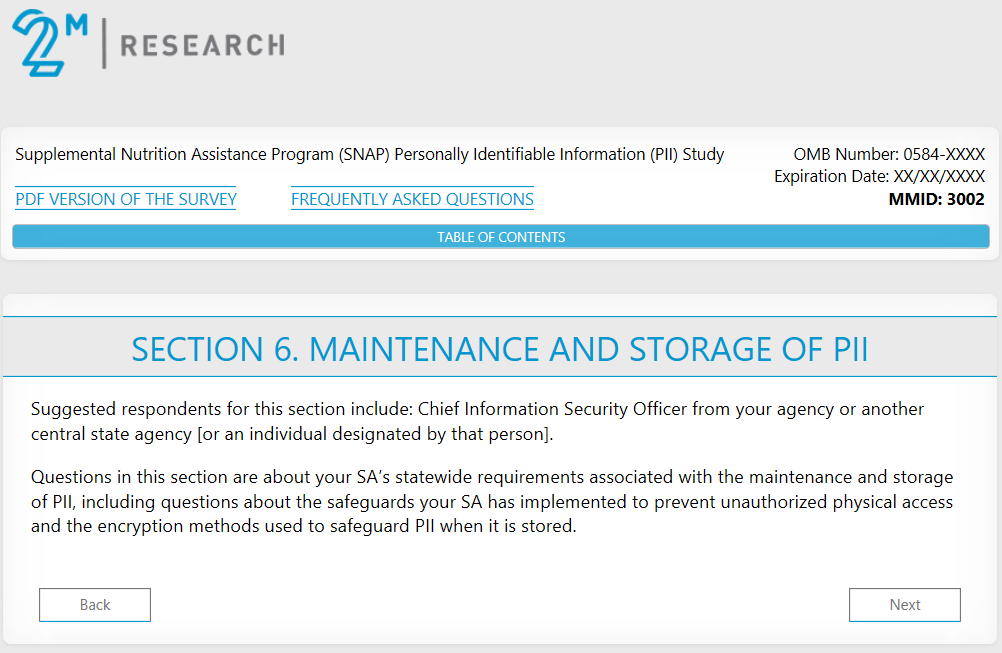 2M RESEARCH
Supplemental Nutrition Assistance Program (SNAP) Personally Identifiable Information (PII) Study
OMB Number: 0584-XXXX
Expiration Date: XX/XX/XXXX
PDF VERSION OF THE SURVEY
FREQUENTLY ASKED QUESTIONS
MMID: 3002
TABLE OF CONTENTS
SECTION 6. MAINTENANCE AND STORAGE OF PII
Suggested respondents for this section include: Chief Information Security Officer from your agency or another
central state agency [or an individual designated by that person].
Questions in this section are about your SA's statewide requirements associated with the maintenance and storage
of PII, including questions about the safeguards your SA has implemented to prevent unauthorized physical access
and the encryption methods used to safeguard PII when it is stored.
Back
Next